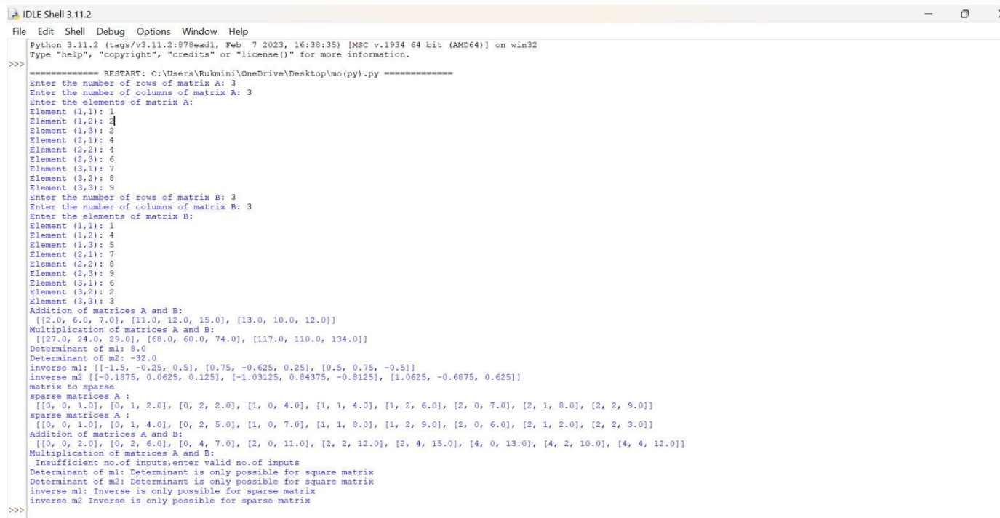 IDLE Shell 3.11.2
File Edit Shell Debug Options Window Help
Python 3.11.2 (tags/v3.11.2:878ead1, Feb 7 2023, 16:38:35) [MSC v.1934 64 bit (AMD64)] on win32
Type "help", "copyright", "credits" or "license()" for more information.
>>>
============= RESTART: C:\Users\Rukmini\OneDrive\Desktop\mo(py).py =============
Enter the number of rows of matrix A: 3
Enter the number of columns of matrix A: 3
Enter the elements of matrix A:
Element (1,1): 1
Element (1,2): 2
Element (1,3): 2
Element (2,1): 4
Element (2,2): 4
Element (2,3): 6
Element (3,1): 7
Element (3,2): 8
Element (3,3): 9
Enter the number of rows of matrix B: 3
Enter the number of columns of matrix B: 3
Enter the elements of matrix B:
Element (1,1): 1
Element (1,2): 4
Element (1,3): 5
Element (2,1): 7
Element (2,2): 8
Element (2,3): 9
Element (3,1): 6
Element (3,2): 2
Element (3,3): 3
Addition of matrices A and B:
[[2.0, 6.0, 7.0], [11.0, 12.0, 15.0], [13.0, 10.0, 12.0]]
Multiplication of matrices A and B:
[[27.0, 24.0, 29.0], [68.0, 60.0, 74.0], [117.0, 110.0, 134.0]]
Determinant of m1: 8.0
Determinant of m2: -32.0
inverse m1: [[-1.5, -0.25, 0.5], [0.75, -0.625, 0.25], [0.5, 0.75, -0.5]]
inverse m2 [[-0.1875, 0.0625, 0.125], [-1.03125, 0.84375, -0.8125], [1.0625, -0.6875, 0.625]]
matrix to sparse
sparse matrices A :
[[0, 0, 1.0], [0, 1, 2.0], [0, 2, 2.0], [1, 0, 4.0], [1, 1, 4.0], [1, 2, 6.0], [2, 0, 7.0], [2, 1, 8.0], [2, 2, 9.0]]
sparse matrices A :
[[0, 0, 1.0], [0, 1, 4.0], [0, 2, 5.0], [1, 0, 7.0], [1, 1, 8.0], [1, 2, 9.0], [2, 0, 6.0], [2, 1, 2.0], [2, 2, 3.0]]
Addition of matrices A and B:
[[0, 0, 2.0], [0, 2, 6.0], [0, 4, 7.0], [2, 0, 11.0], [2, 2, 12.0], [2, 4, 15.0], [4, 0, 13.0], [4, 2, 10.0], [4, 4, 12.0]]
Multiplication of matrices A and B:
Insufficient no.of inputs,enter valid no.of inputs
Determinant of m1: Determinant is only possible for square matrix
Determinant of m2: Determinant is only possible for square matrix
inverse m1: Inverse is only possible for sparse matrix
inverse m2 Inverse is only possible for sparse matrix
>>>